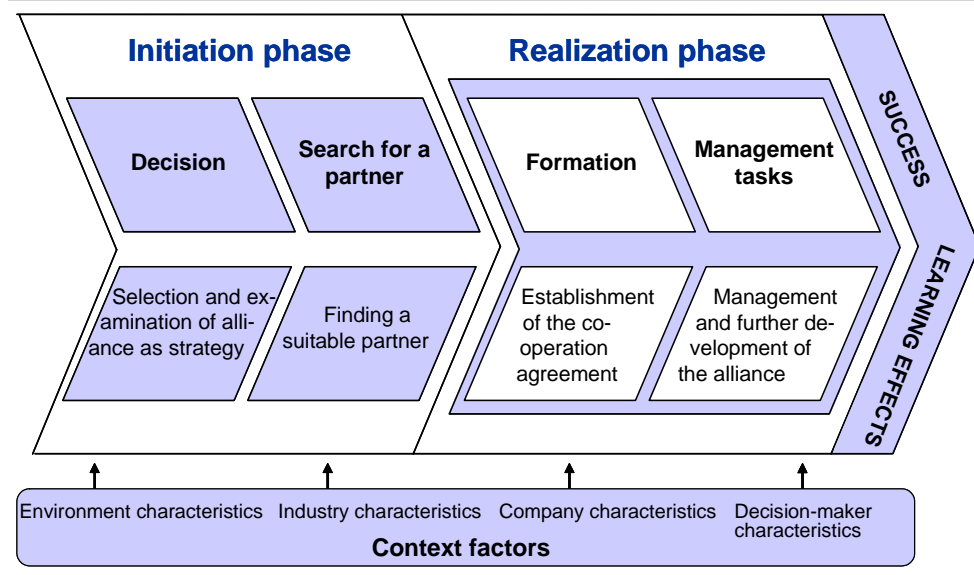 Initiation phase
Realization phase
Decision
Search for a
partner
Formation
Management
tasks
SUCCESS
Selection and ex-
amination of alli-
ance as strategy
Finding a
suitable partner
Establishment
of the co-
operation
agreement
Management
and further de-
velopment of
the alliance
LEARNING EFFECTS
Environment characteristics
Industry characteristics
Company characteristics
Decision-maker
characteristics
Context factors